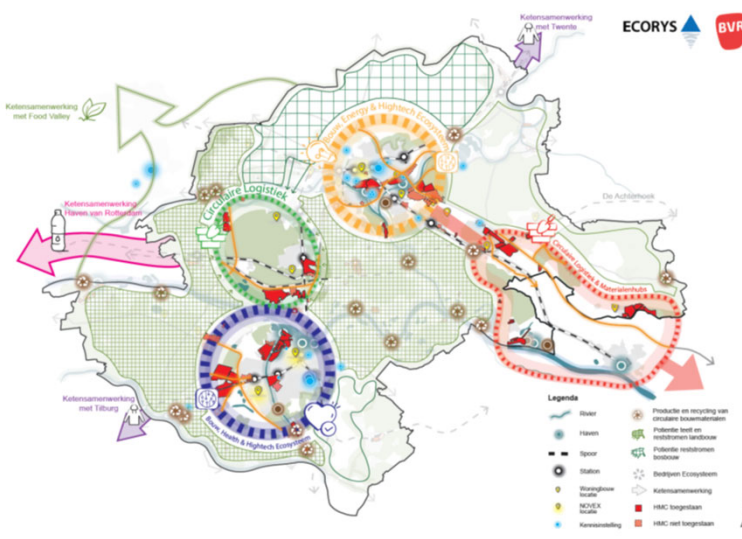 Ketensamenwerking
met Twente
ECORYS
BVR
Ketensamenwerking
met Food Valley
Bouw, Energy & Hightech Ecosysteem
Circulaire Logistiek
De Achterhoek
Ketensamenwerking
Haven van Rotterdam
Circulaire Logistiek & Materialenhubs
Ketensamenwerking
met Tilburg
Bouw, Health & Hightech Ecosysteem
Legenda
Rivier
Haven
Spoor
Station
Woningbouw
locatie
NOVEX
locatie
Kennisinstelling
Productie en recycling van
circulaire bouwmaterialen
Potentie teelt en
reststromen landbouw
Potentie reststromen
bosbouw
Bedrijven Ecosysteem
Ketensamenwerking
HMC toegestaan
HMC niet toegestaan